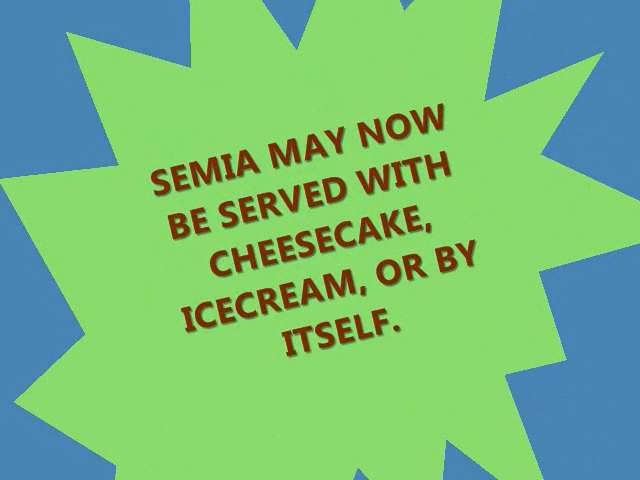 SEMIA MAY NOW
BE SERVED WITH
CHEESECAKE,
ICECREAM, OR BY
ITSELF.